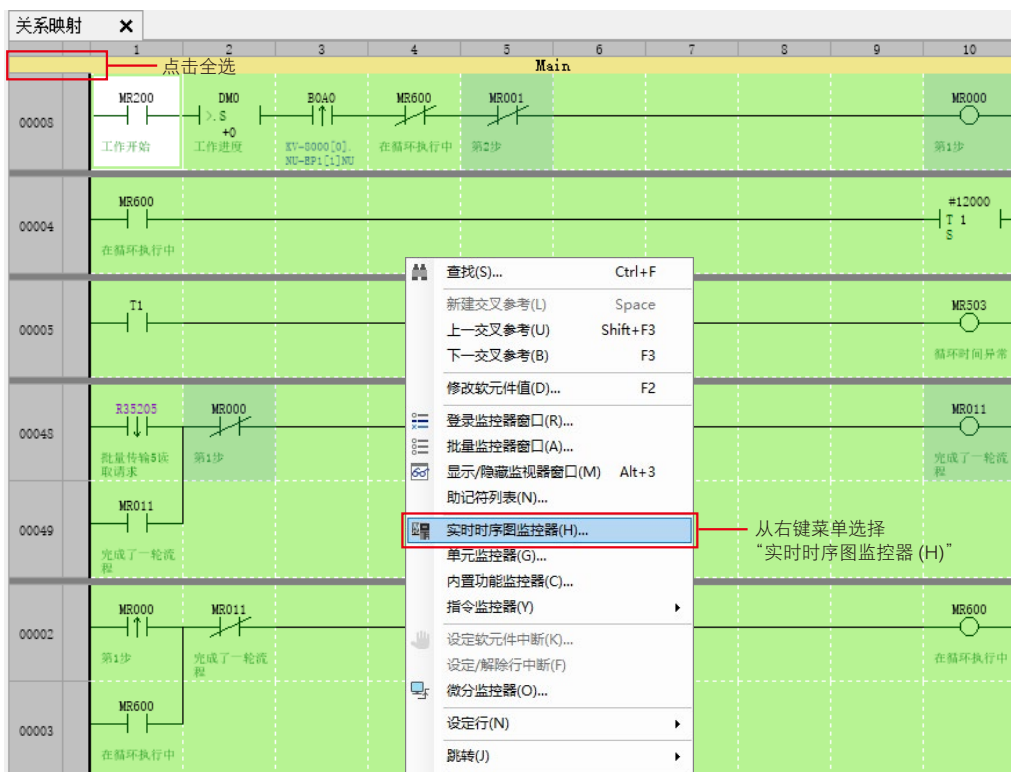 关系映射 ×
1 2 3 4 5 6 7 8 9 10
点击全选
Main
00008
MR200 DM0 B0A0 MR600 MR001 MR000
>.S
+0
工作开始 工作进度 KV-8000[0]. 在循环执行中 第2步 第1步
NU-EP1[1]NU
00004
MR600 #12000
T 1
S
在循环执行中
00005
T1 MR503
循环时间异常
00048
R35205 MR000 MR011
批量传输5读 第1步 完成了一轮流
取请求 程
00049
MR011
完成了一轮流
程
00002
MR000 MR011 MR600
第1步 完成了一轮流 在循环执行中
程
00003
MR600
在循环执行中
查找(S)... Ctrl+F
新建交叉参考(L) Space
上一交叉参考(U) Shift+F3
下一交叉参考(B) F3
修改软元件值(D)... F2
登录监控器窗口(R)...
批量监控器窗口(A)...
显示/隐藏监视器窗口(M) Alt+3
助记符列表(N)...
实时时序图监控器(H)...
单元监控器(G)...
内置功能监控器(C)...
指令监控器(Y)
设定软元件中断(K)...
设定/解除行中断(F)
微分监控器(O)...
设定行(N)
跳转(J)
从右键菜单选择
“实时时序图监控器 (H)”